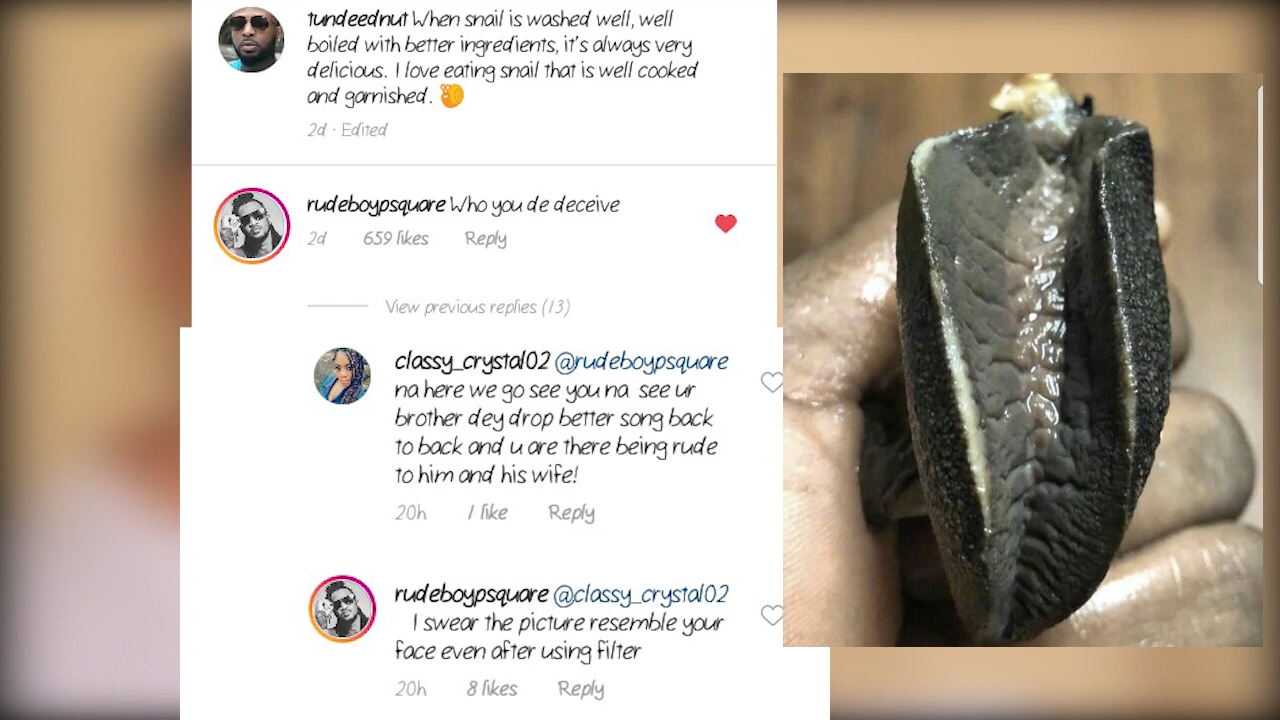 tundeednut When snail is washed well, well
boiled with better ingredients, it's always very
delicious. I love eating snail that is well cooked
and garnished.
2d · Edited
rudeboypsquare Who you de deceive
2d 659 likes Reply
View previous replies (13)
classy_crystal02 @rudeboypsquare
na here we go see you na see ur
brother dey drop better song back
to back and u are there being rude
to him and his wife!
20h 1 like Reply
rudeboypsquare @classy_crystal02
I swear the picture resemble your
face even after using filter
20h 8 likes Reply